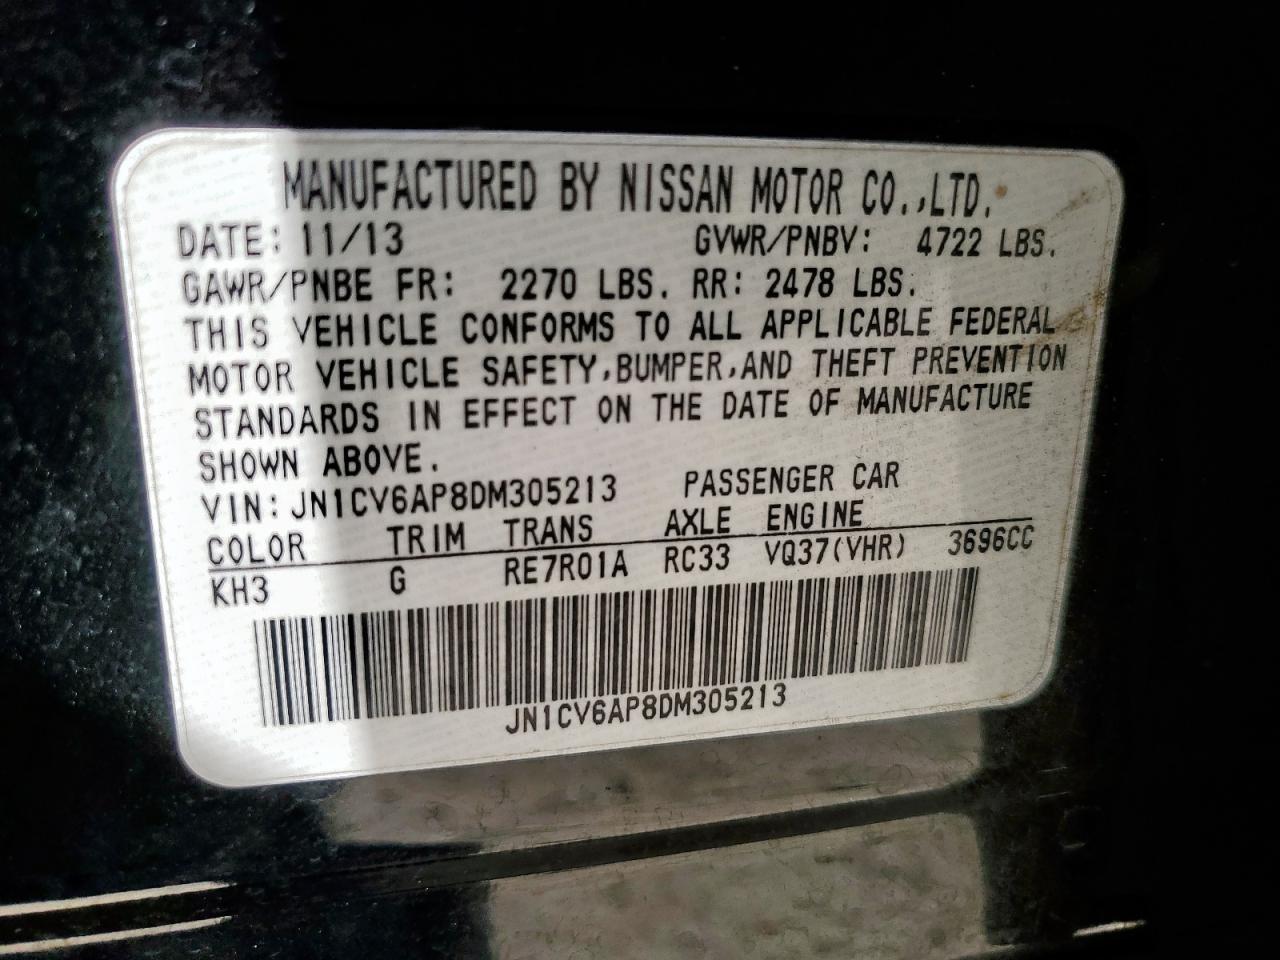 MANUFACTURED BY NISSAN MOTOR CO.,LTD.
DATE: 11/13 GVWR/PNBV: 4722 LBS.
GAWR/PNBE FR: 2270 LBS. RR: 2478 LBS.
THIS VEHICLE CONFORMS TO ALL APPLICABLE FEDERAL
MOTOR VEHICLE SAFETY,BUMPER,AND THEFT PREVENTION
STANDARDS IN EFFECT ON THE DATE OF MANUFACTURE
SHOWN ABOVE.
VIN: JN1CV6AP8DM305213 PASSENGER CAR
COLOR TRIM TRANS AXLE ENGINE
KH3 G RE7R01A RC33 VQ37(VHR) 3696CC
JN1CV6AP8DM305213